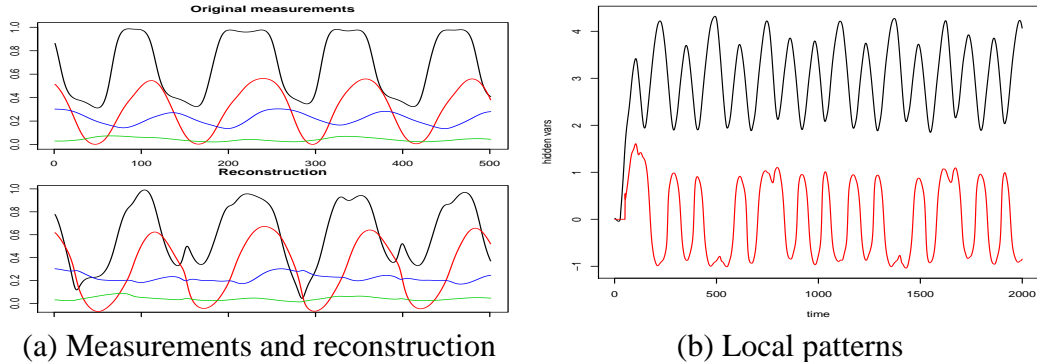 Original measurements
1.0
0.8
0.6
0.4
0.2
0.0
0 100 200 300 400 500
Reconstruction
1.0
0.8
0.6
0.4
0.2
0.0
(a) Measurements and reconstruction
hidden vars
4
3
2
1
0
-1
0 500 1000 1500 2000
time
(b) Local patterns